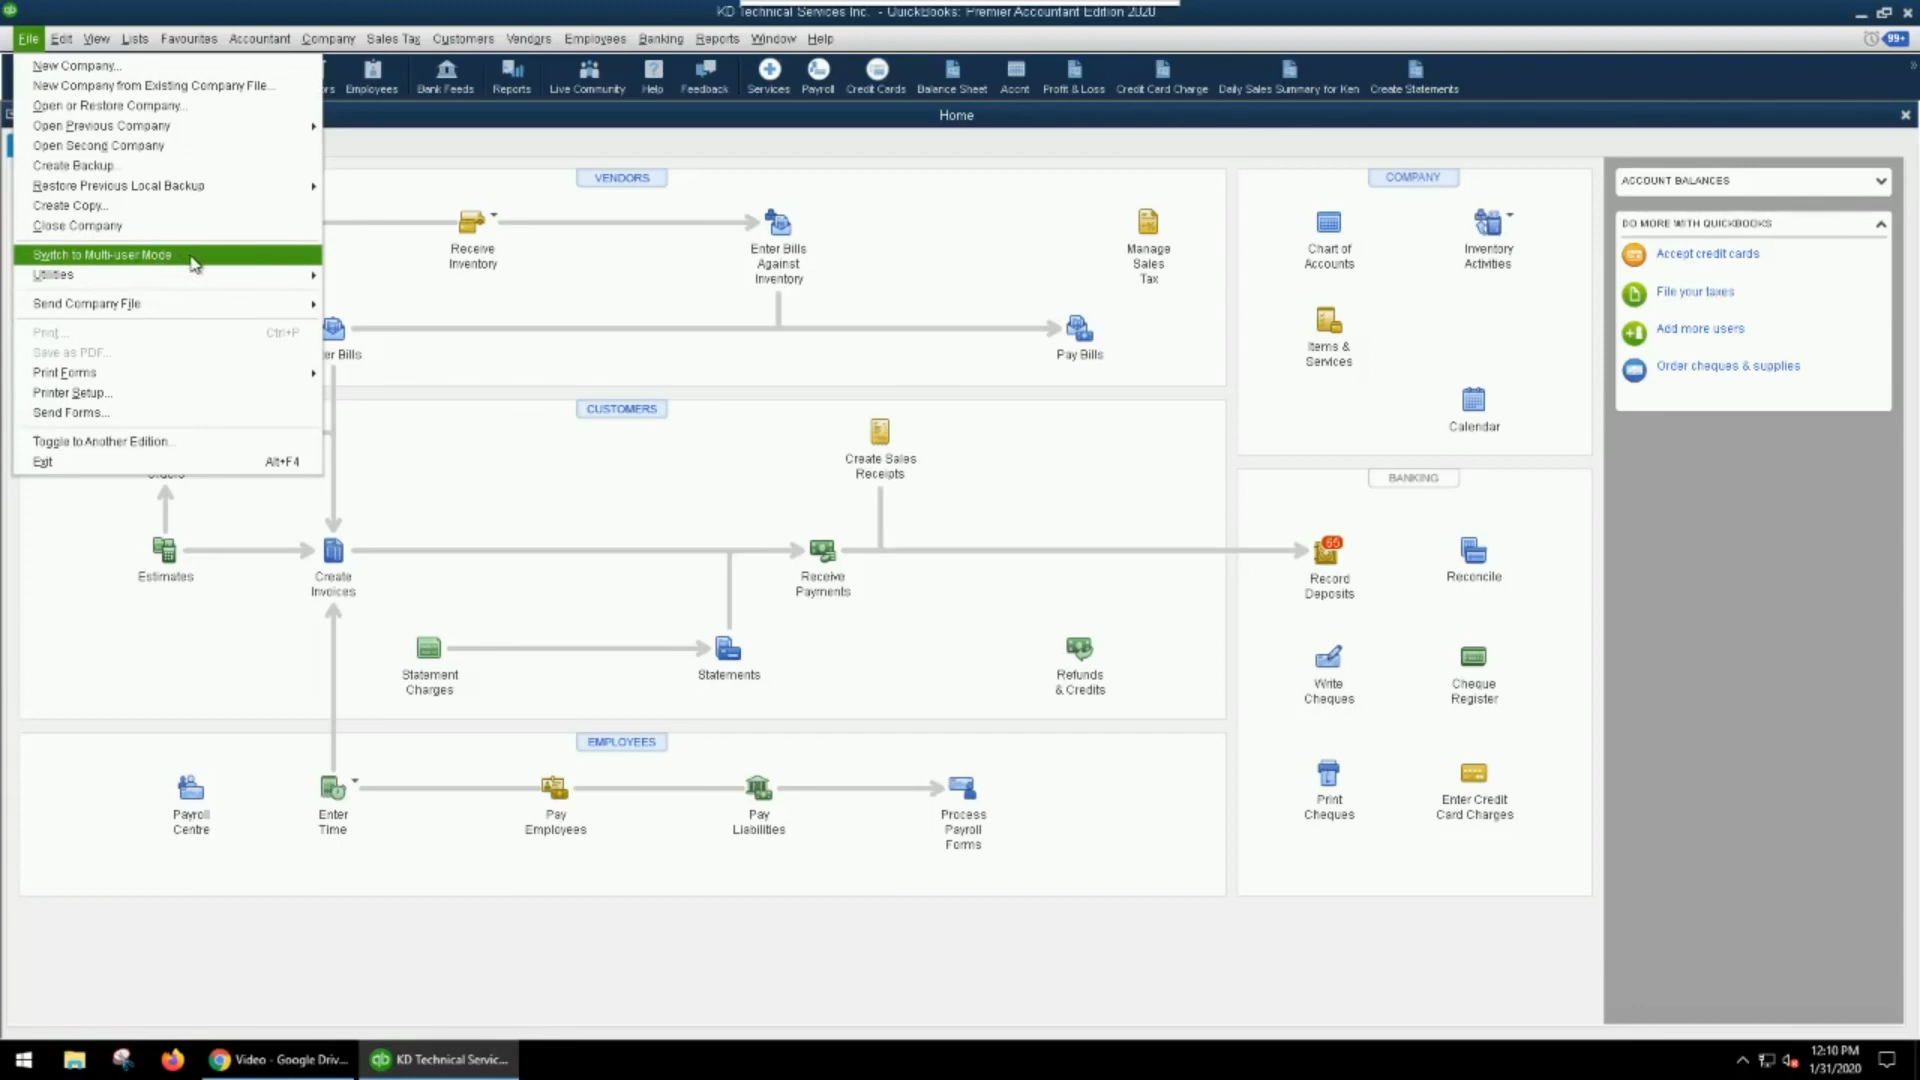 KD Technical Services Inc. - QuickBooks: Premier Accountant Edition 2020
File Edit View Lists Favourites Accountant Company Sales Tax Customers Vendors Employees Banking Reports Window Help
99+
rs Employees Bank Feeds Reports Live Community Help Feedback Services Payroll Credit Cards Balance Sheet Accnt Profit & Loss Credit Card Charge Daily Sales Summary for Ken Create Statements
Home
New Company...
New Company from Existing Company File...
Open or Restore Company...
Open Previous Company
Open Second Company
Create Backup...
Restore Previous Local Backup
Create Copy...
Close Company
Switch to Multi-user Mode
Utilities
Send Company File
Print... Ctrl+P
Save as PDF...
Print Forms
Printer Setup...
Send Forms...
Toggle to Another Edition...
Exit Alt+F4
VENDORS
Receive
Inventory
Enter Bills
Against
Inventory
Manage
Sales
Tax
er Bills
Pay Bills
CUSTOMERS
Create Sales
Receipts
Orders
Estimates
Create
Invoices
Receive
Payments
Statement
Charges
Statements
Refunds
& Credits
EMPLOYEES
Payroll
Centre
Enter
Time
Pay
Employees
Pay
Liabilities
Process
Payroll
Forms
COMPANY
Chart of
Accounts
Inventory
Activities
Items &
Services
Calendar
BANKING
65
Record
Deposits
Reconcile
Write
Cheques
Cheque
Register
Print
Cheques
Enter Credit
Card Charges
ACCOUNT BALANCES
DO MORE WITH QUICKBOOKS
Accept credit cards
File your taxes
Add more users
Order cheques & supplies
Video - Google Driv...
qb
KD Technical Servic...
12:10 PM
1/31/2020